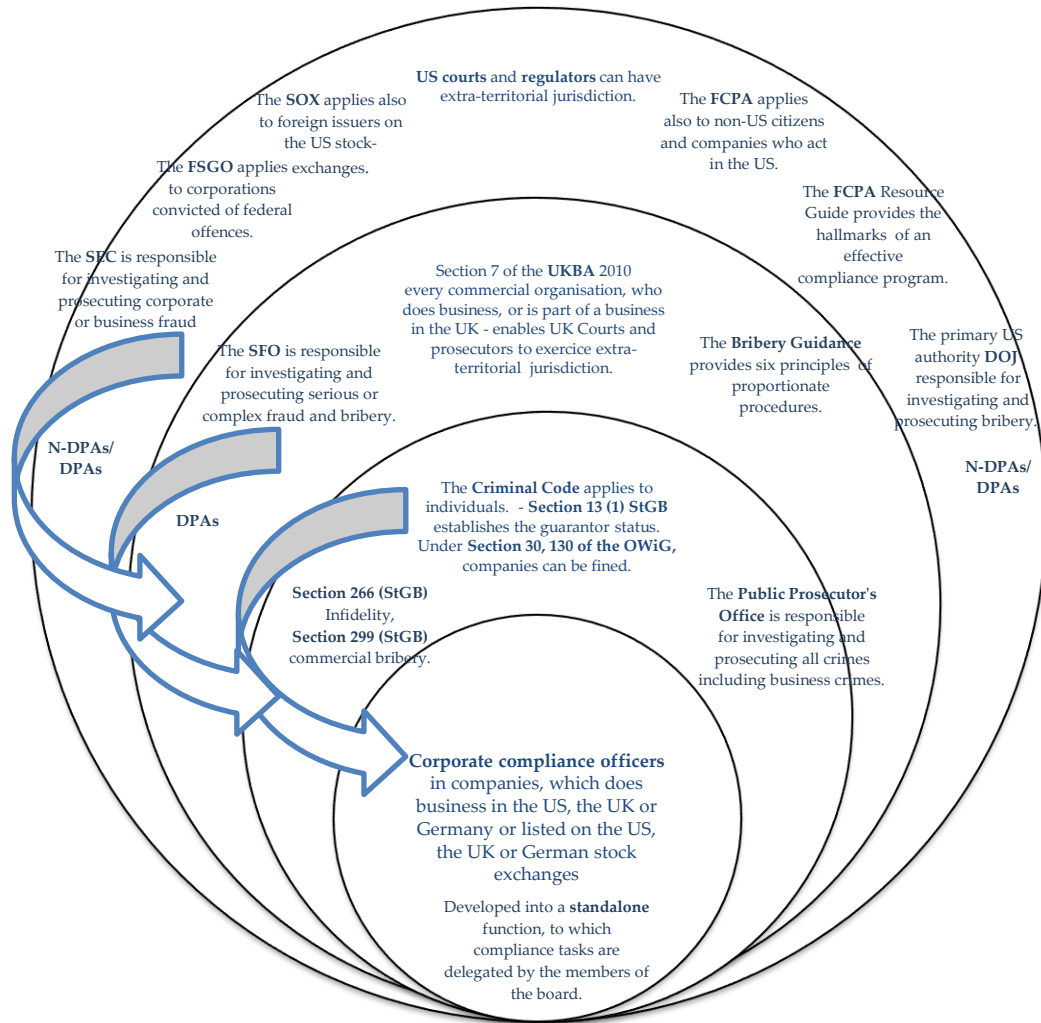 US courts and regulators can have
extra-territorial jurisdiction.
The SOX applies also
to foreign issuers on
the US stock-
exchanges.
The FCPA applies
also to non-US citizens
and companies who act
in the US.
The FSGO applies
to corporations
convicted of federal
offences.
The FCPA Resource
Guide provides the
hallmarks of an
effective
compliance program.
The SEC is responsible
for investigating and
prosecuting corporate
or business fraud
Section 7 of the UKBA 2010
every commercial organisation, who
does business, or is part of a business
in the UK - enables UK Courts and
prosecutors to exercice extra-
territorial jurisdiction.
The SFO is responsible
for investigating and
prosecuting serious or
complex fraud and bribery.
The Bribery Guidance
provides six principles of
proportionate
procedures.
The primary US
authority DOJ
responsible for
investigating and
prosecuting bribery.
N-DPAs/
DPAs
N-DPAs/
DPAs
DPAs
The Criminal Code applies to
individuals. - Section 13 (1) StGB
establishes the guarantor status.
Under Section 30, 130 of the OWiG,
companies can be fined.
Section 266 (StGB)
Infidelity,
Section 299 (StGB)
commercial bribery.
The Public Prosecutor's
Office is responsible
for investigating and
prosecuting all crimes
including business crimes.
Corporate compliance officers
in companies, which does
business in the US, the UK or
Germany or listed on the US,
the UK or German stock
exchanges
Developed into a standalone
function, to which
compliance tasks are
delegated by the members of
the board.